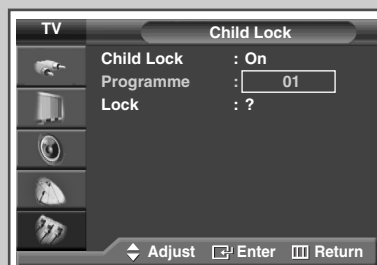 TV
Child Lock
Child Lock : On
Programme : 01
Lock : ?
Adjust Enter Return